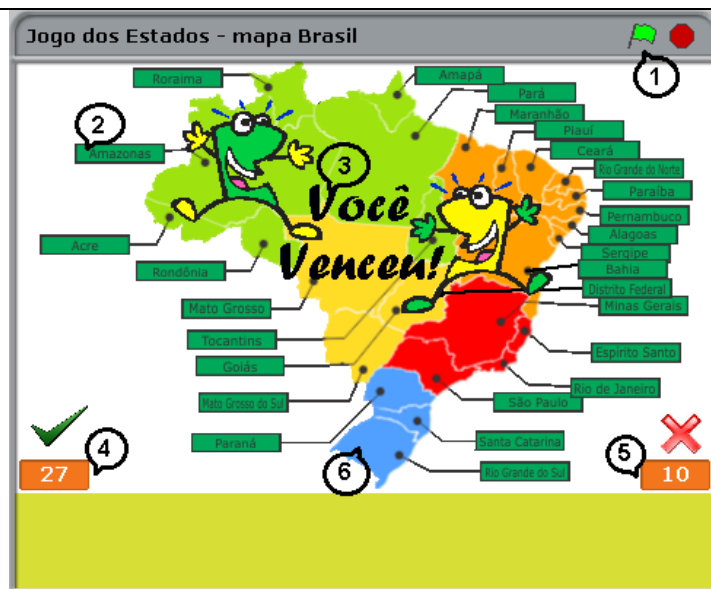 Jogo dos Estados - mapa Brasil
1
Roraima
Amapá
Pará
Maranhão
2
Piauí
Amazonas
Ceará
3
Rio Grande do Norte
Você
Paraíba
Pernambuco
Alagoas
Acre
Sergipe
Venceu!
Rondônia
Bahia
Distrito Federal
Mato Grosso
Minas Gerais
Tocantins
Espírito Santo
Goiás
Rio de Janeiro
Mato Grosso do Sul
São Paulo
Paraná
Santa Catarina
4
5
6
Rio Grande do Sul
27
10